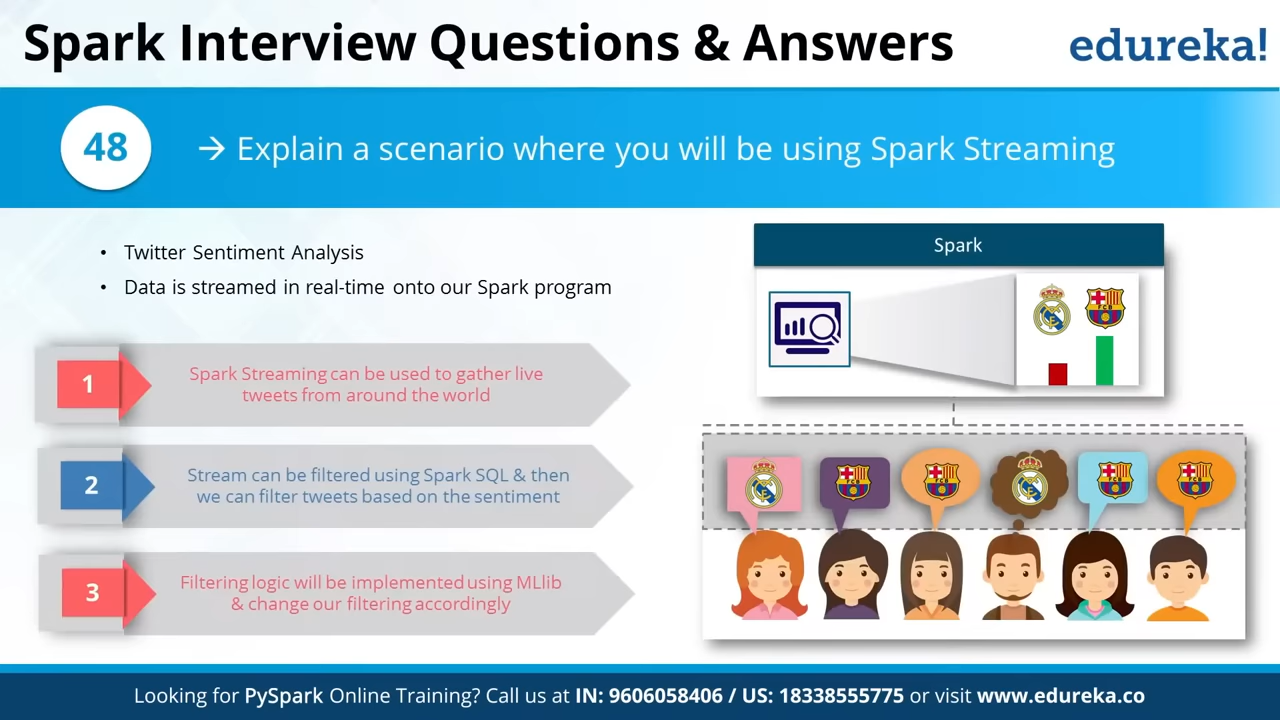 Spark Interview Questions & Answers
edureka!
48
→ Explain a scenario where you will be using Spark Streaming
• Twitter Sentiment Analysis
• Data is streamed in real-time onto our Spark program
1
Spark Streaming can be used to gather live
tweets from around the world
2
Stream can be filtered using Spark SQL & then
we can filter tweets based on the sentiment
3
Filtering logic will be implemented using MLlib
& change our filtering accordingly
Spark
Looking for PySpark Online Training? Call us at IN: 9606058406 / US: 18338555775 or visit www.edureka.co